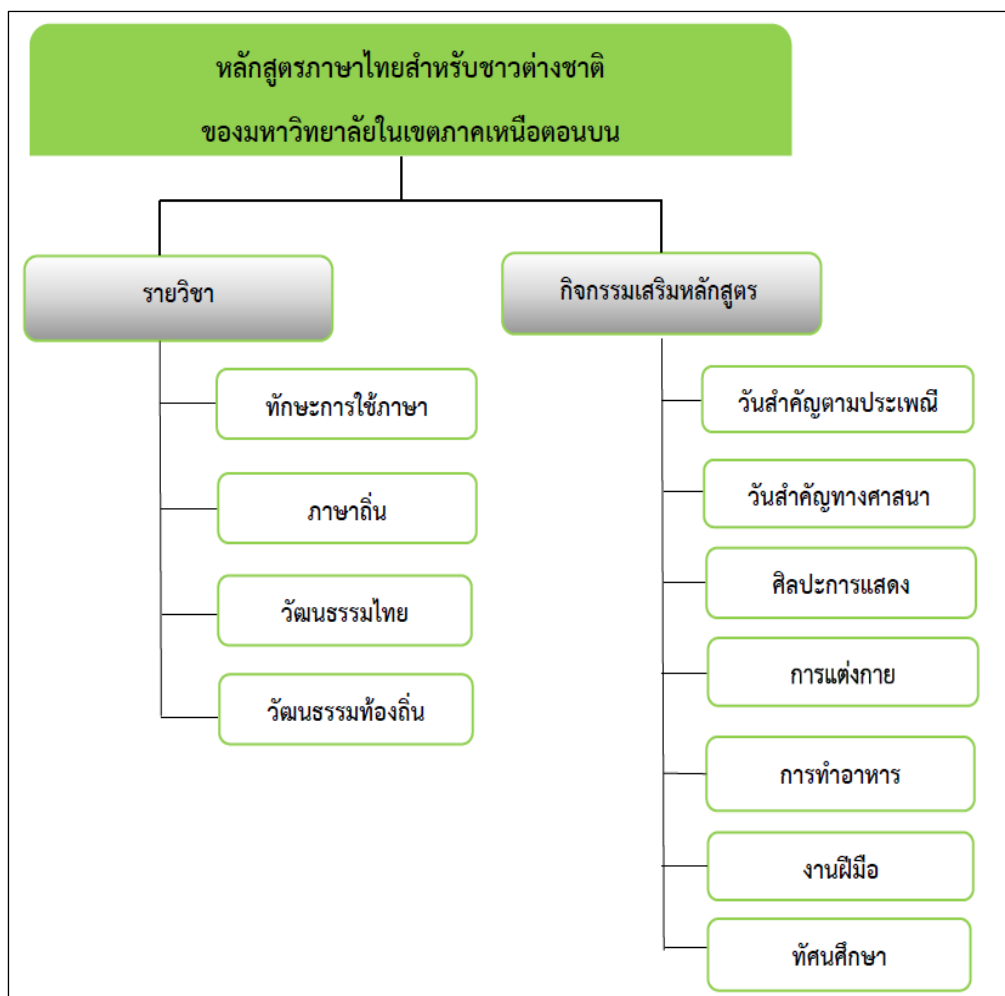 หลักสูตรภาษาไทยสำหรับชาวต่างชาติ
ของมหาวิทยาลัยในเขตภาคเหนือตอนบน
รายวิชา
ทักษะการใช้ภาษา
ภาษาถิ่น
วัฒนธรรมไทย
วัฒนธรรมท้องถิ่น
กิจกรรมเสริมหลักสูตร
วันสำคัญตามประเพณี
วันสำคัญทางศาสนา
ศิลปะการแสดง
การแต่งกาย
การทำอาหาร
งานฝีมือ
ทัศนศึกษา